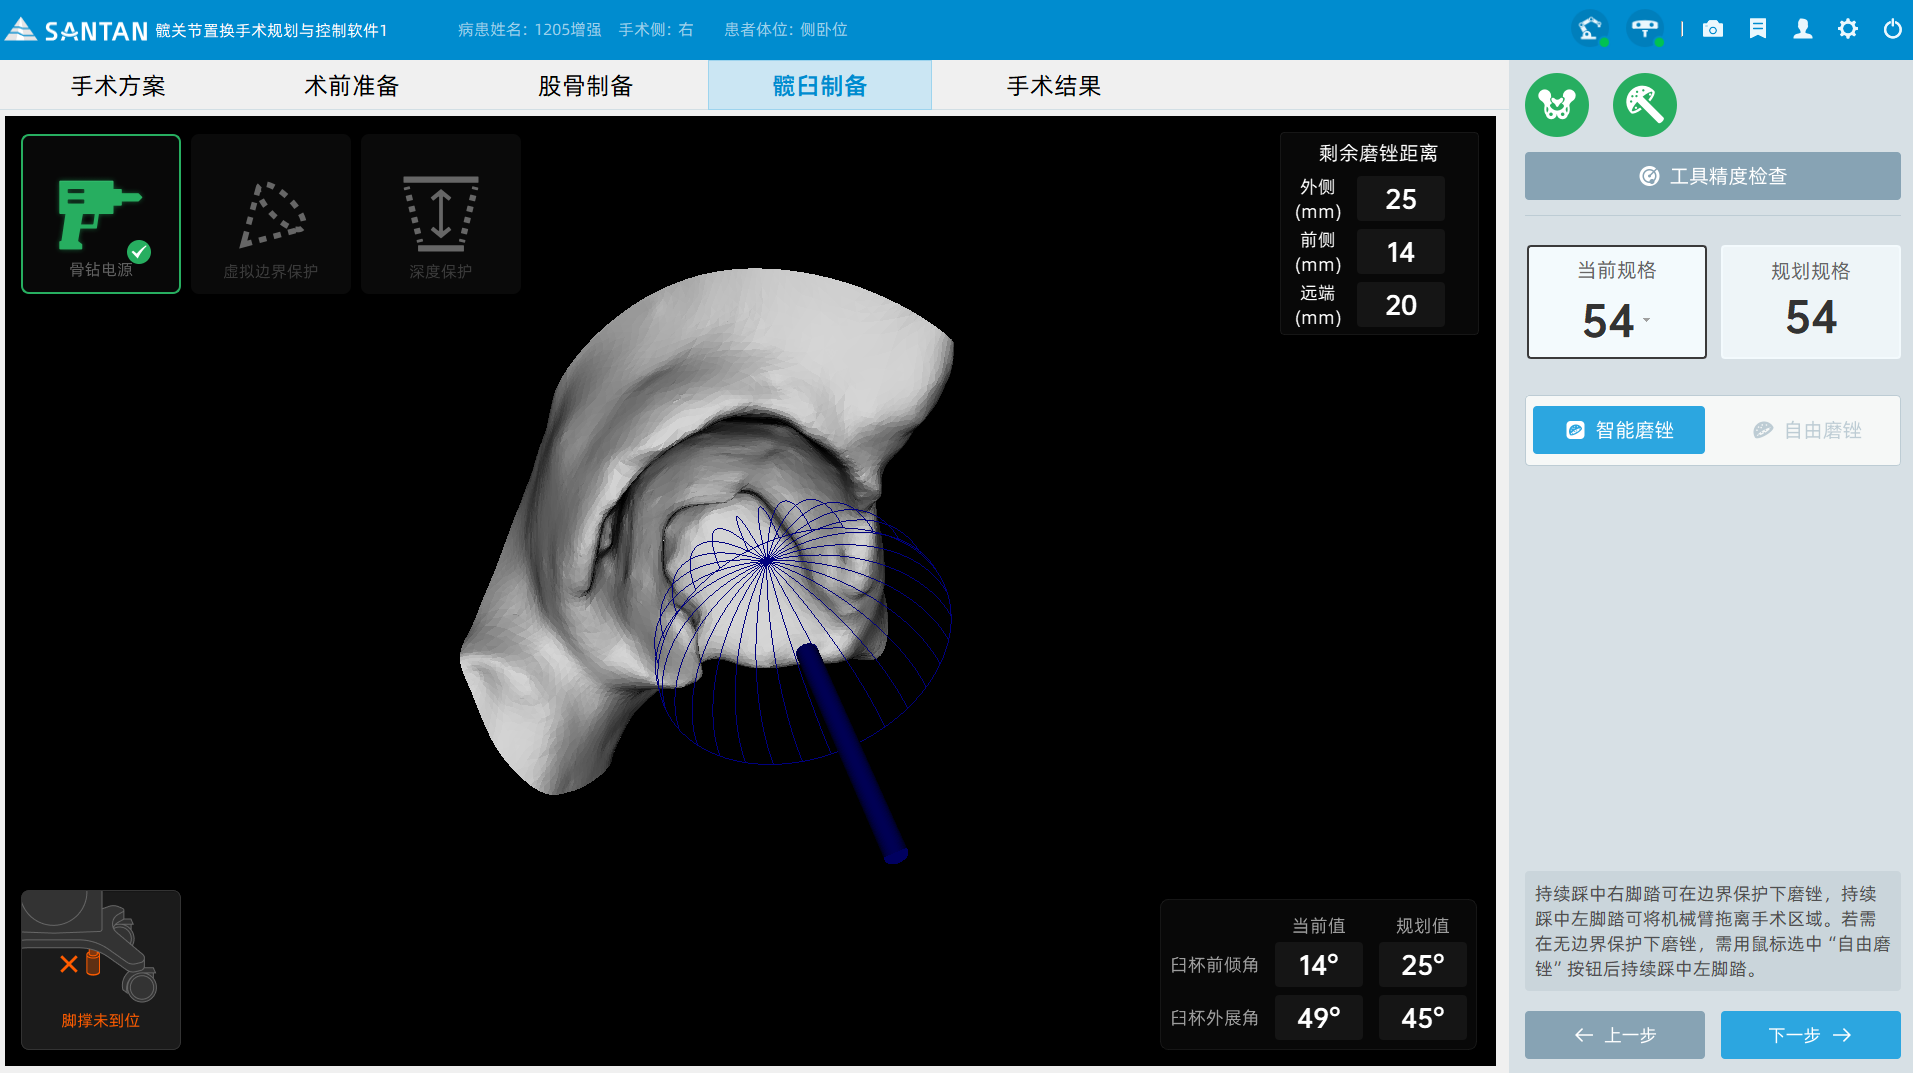 SANTAN 髋关节置换手术规划与控制软件1 病患姓名: 1205增强 手术侧: 右 患者体位: 侧卧位
手术方案 术前准备 股骨制备 髋臼制备 手术结果
骨钻电源 虚拟边界保护 深度保护
剩余磨锉距离
外侧 (mm) 25
前侧 (mm) 14
远端 (mm) 20
脚撑未到位
当前值 规划值
臼杯前倾角 14° 25°
臼杯外展角 49° 45°
工具精度检查
当前规格 规划规格
54 54
智能磨锉 自由磨锉
持续踩中右脚踏可在边界保护下磨锉，持续
踩中左脚踏可将机械臂拖离手术区域。若需
在无边界保护下磨锉，需用鼠标选中“自由磨
锉”按钮后持续踩中左脚踏。
上一步 下一步